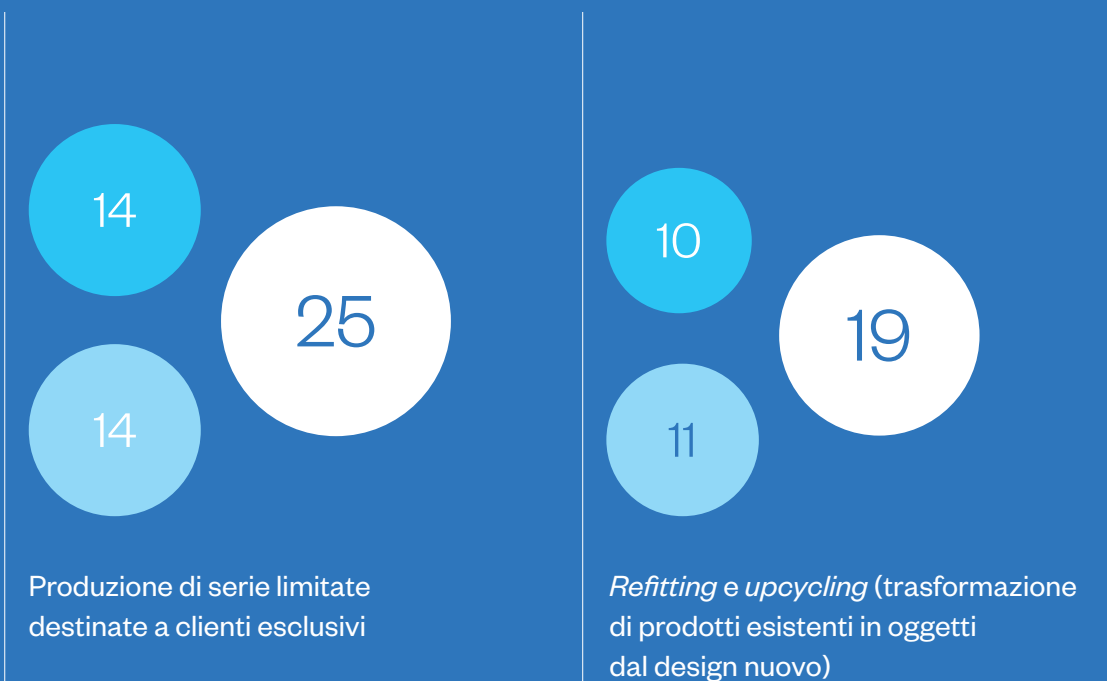 14
25
14
Produzione di serie limitate
destinate a clienti esclusivi
10
19
11
Refitting e upcycling (trasformazione
di prodotti esistenti in oggetti
dal design nuovo)